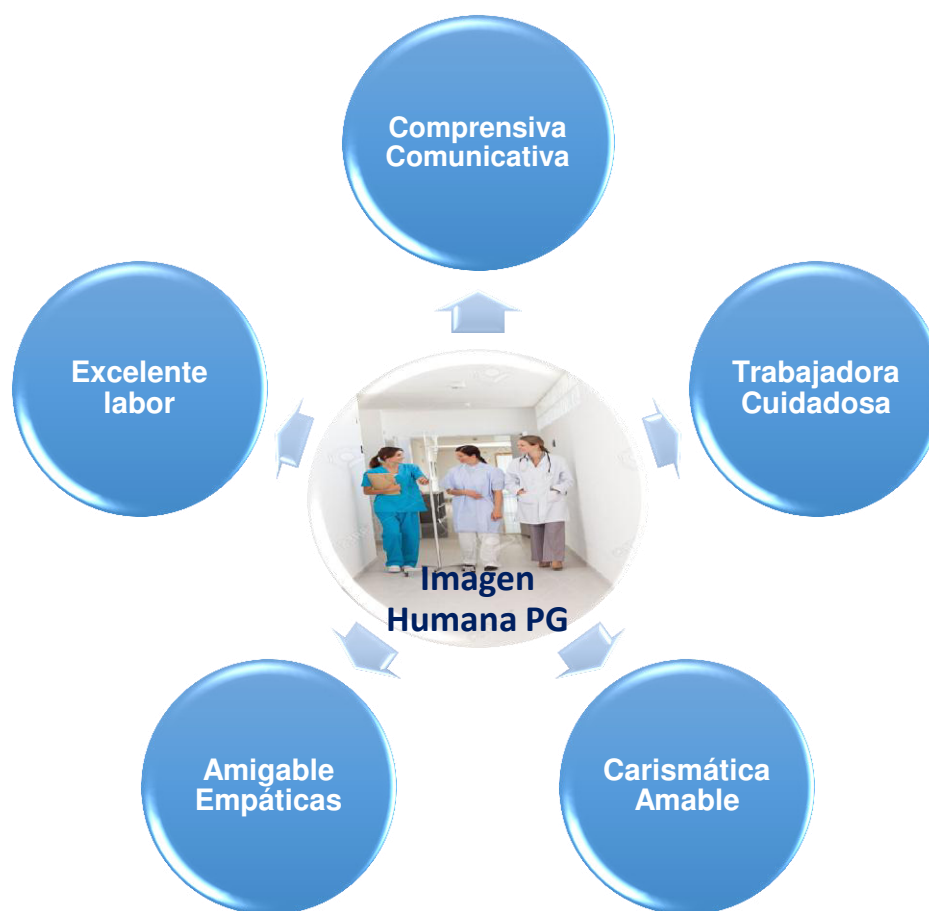 Comprensiva
Comunicativa
Trabajadora
Cuidadosa
Carismática
Amable
Amigable
Empáticas
Excelente
labor
Imagen
Humana PG